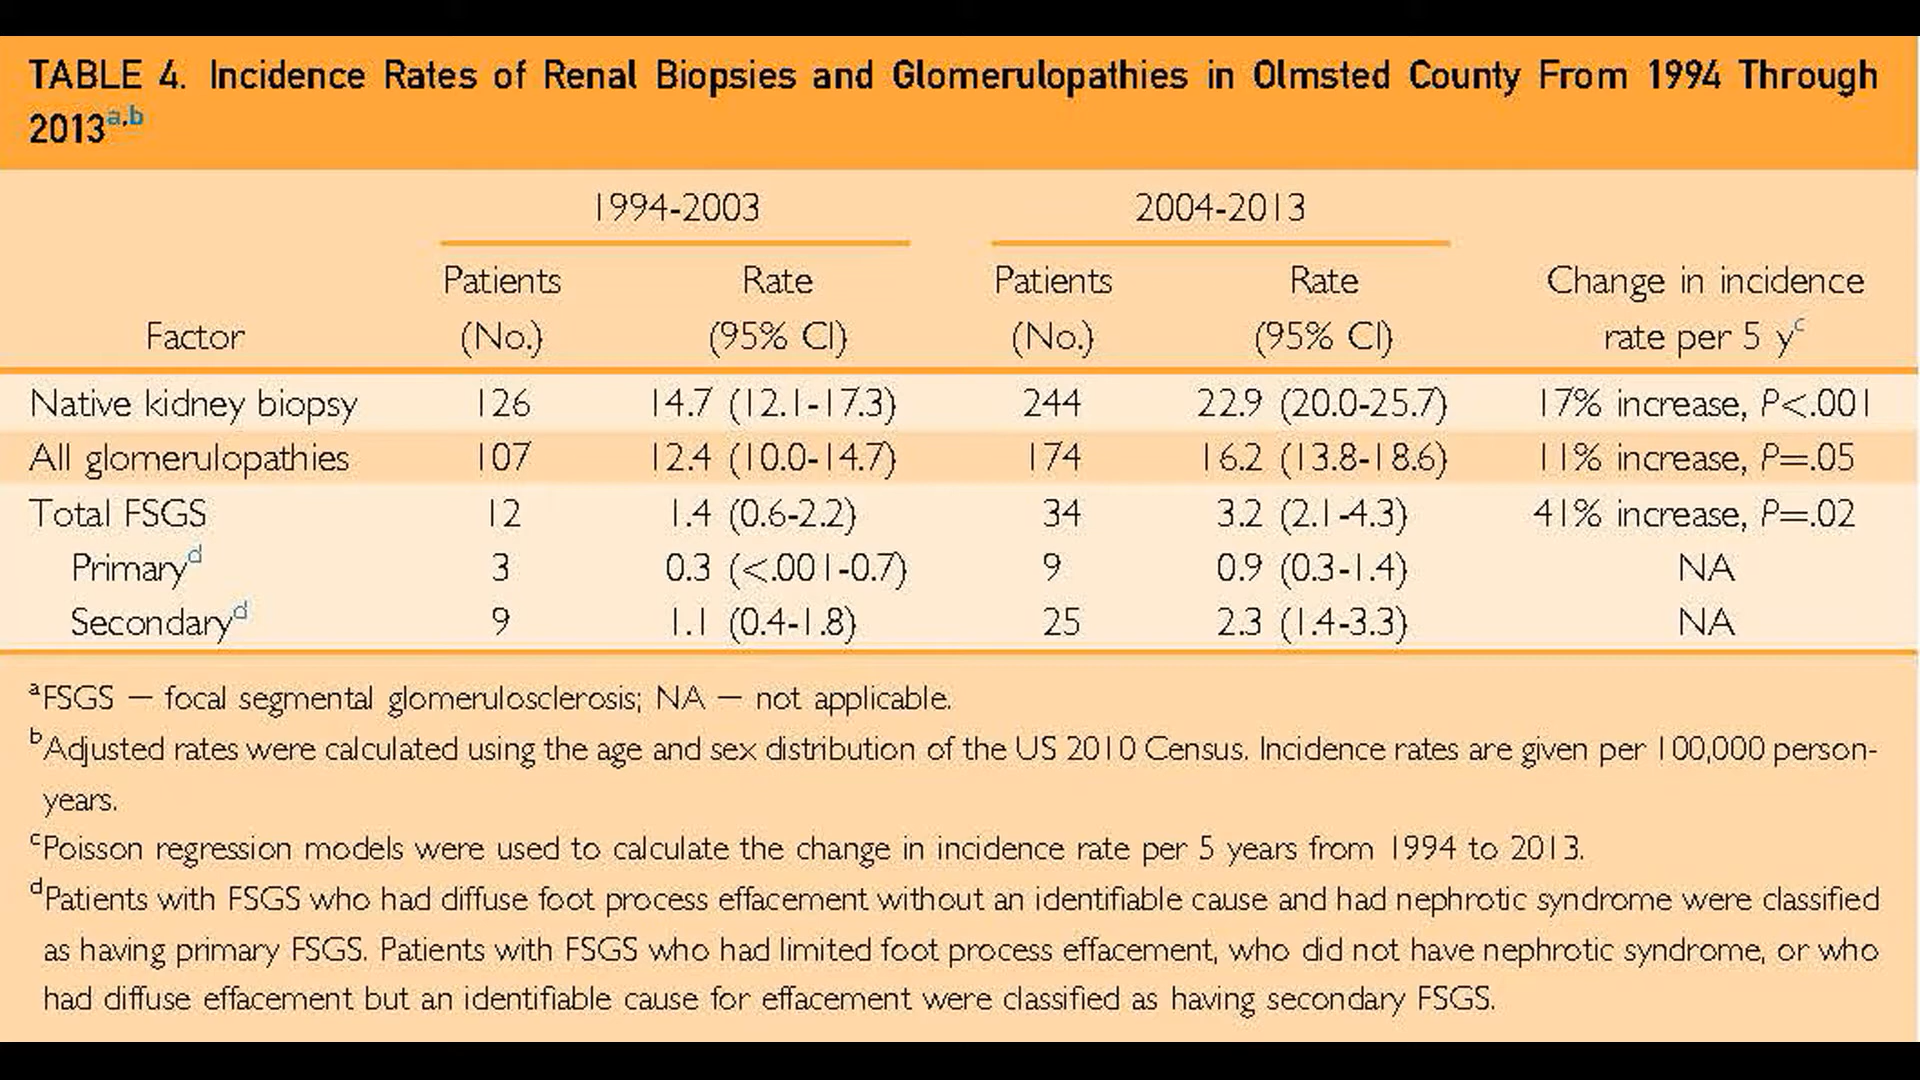 TABLE 4. Incidence Rates of Renal Biopsies and Glomerulopathies in Olmsted County From 1994 Through
2013a,b
1994-2003 2004-2013
Patients Rate Patients Rate Change in incidence
Factor (No.) (95% CI) (No.) (95% CI) rate per 5 yc
Native kidney biopsy 126 14.7 (12.1-17.3) 244 22.9 (20.0-25.7) 17% increase, P<.001
All glomerulopathies 107 12.4 (10.0-14.7) 174 16.2 (13.8-18.6) 11% increase, P=.05
Total FSGS 12 1.4 (0.6-2.2) 34 3.2 (2.1-4.3) 41% increase, P=.02
Primaryd 3 0.3 (<.001-0.7) 9 0.9 (0.3-1.4) NA
Secondaryd 9 1.1 (0.4-1.8) 25 2.3 (1.4-3.3) NA
aFSGS — focal segmental glomerulosclerosis; NA — not applicable.
bAdjusted rates were calculated using the age and sex distribution of the US 2010 Census. Incidence rates are given per 100,000 person-
years.
cPoisson regression models were used to calculate the change in incidence rate per 5 years from 1994 to 2013.
dPatients with FSGS who had diffuse foot process effacement without an identifiable cause and had nephrotic syndrome were classified
as having primary FSGS. Patients with FSGS who had limited foot process effacement, who did not have nephrotic syndrome, or who
had diffuse effacement but an identifiable cause for effacement were classified as having secondary FSGS.